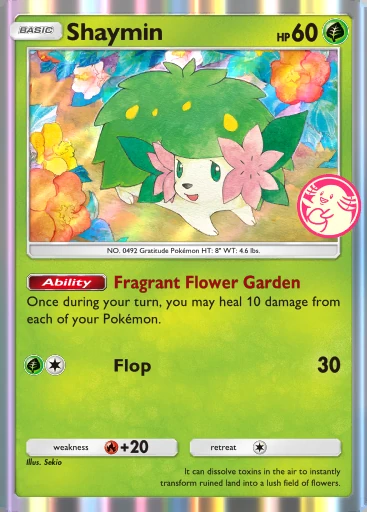 BASIC Shaymin HP 60
NO. 0492 Gratitude Pokémon HT: 8" WT: 4.6 lbs.
Ability Fragrant Flower Garden
Once during your turn, you may heal 10 damage from
each of your Pokémon.
Flop 30
weakness +20 retreat
Illus. Sekio
It can dissolve toxins in the air to instantly
transform ruined land into a lush field of flowers.